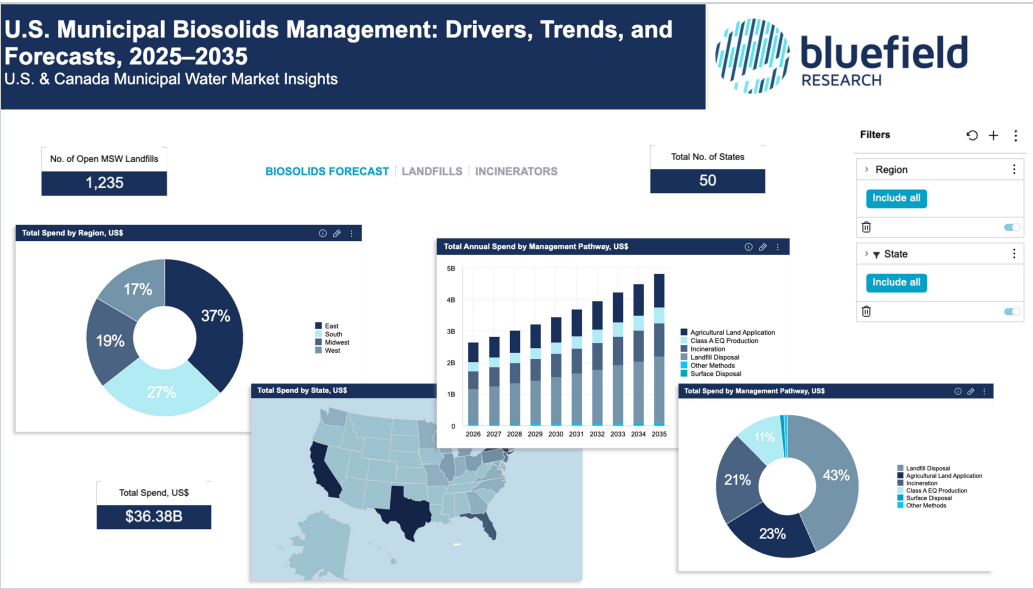 U.S. Municipal Biosolids Management: Drivers, Trends, and
Forecasts, 2025–2035
U.S. & Canada Municipal Water Market Insights
bluefield
RESEARCH
No. of Open MSW Landfills
1,235
BIOSOLIDS FORECAST | LANDFILLS | INCINERATORS
Total No. of States
50
Filters
Region
Include all
State
Include all
Total Spend by Region, US$
17%
37%
19%
27%
East
South
Midwest
West
Total Annual Spend by Management Pathway, US$
5B
4B
3B
2B
1B
0
2026 2027 2028 2029 2030 2031 2032 2033 2034 2035
Agricultural Land Application
Class A EQ Production
Incineration
Landfill Disposal
Other Methods
Surface Disposal
Total Spend by State, US$
Total Spend by Management Pathway, US$
11%
43%
21%
23%
Landfill Disposal
Agricultural Land Application
Incineration
Class A EQ Production
Surface Disposal
Other Methods
Total Spend, US$
$36.38B